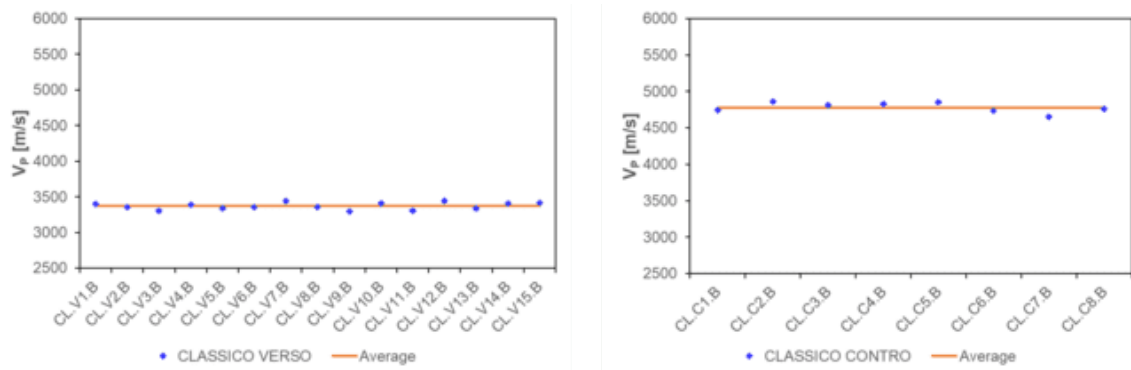 6000
5500
5000
4500
4000
3500
3000
2500
VP [m/s]
CL.V1.B
CL.V2.B
CL.V3.B
CL.V4.B
CL.V5.B
CL.V6.B
CL.V7.B
CL.V8.B
CL.V9.B
CL.V10.B
CL.V11.B
CL.V12.B
CL.V13.B
CL.V14.B
CL.V15.B
CLASSICO VERSO
Average
6000
5500
5000
4500
4000
3500
3000
2500
VP [m/s]
CL.C1.B
CL.C2.B
CL.C3.B
CL.C4.B
CL.C5.B
CL.C6.B
CL.C7.B
CL.C8.B
CLASSICO CONTRO
Average